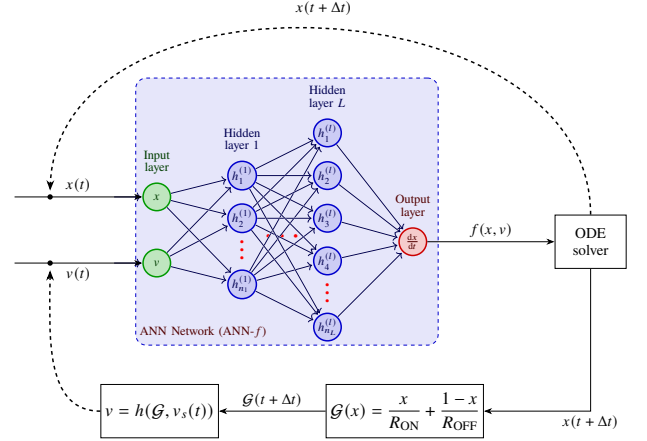 x(t + Δt)
Hidden
layer L
Hidden
layer 1
Input
layer
Output
layer
h_1^{(l)}
h_1^{(1)}
h_2^{(l)}
x(t)
x
h_2^{(1)}
h_3^{(l)}
dx/dt
f(x, v)
ODE
solver
v(t)
v
h_4^{(l)}
h_{n_1}^{(1)}
h_{n_L}^{(l)}
ANN Network (ANN-f)
v = h(𝒢, v_s(t))
𝒢(t + Δt)
𝒢(x) = x/R_ON + 1 − x/R_OFF
x(t + Δt)